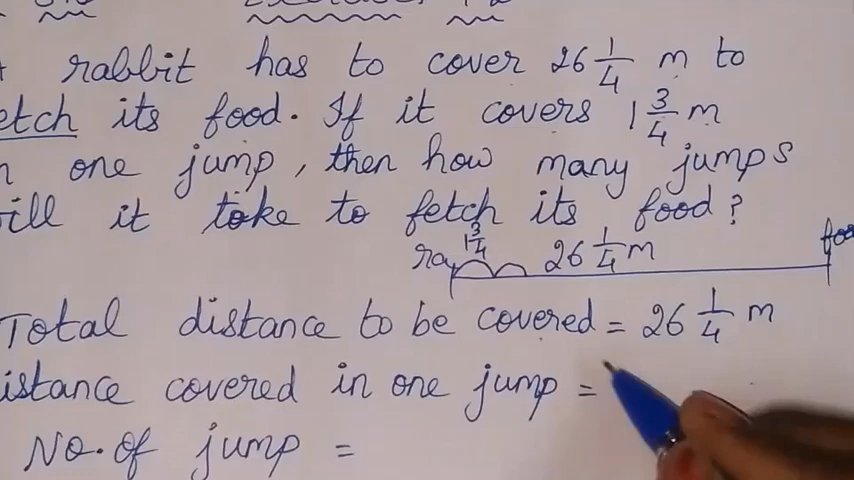 rabbit has to cover 26 1/4 m to
etch its food. If it covers 1 3/4 m
n one jump, then how many jumps
ill it take to fetch its food?
1 3/4
ra 26 1/4 m foo
Total distance to be covered = 26 1/4 m
istance covered in one jump =
No. of jump =